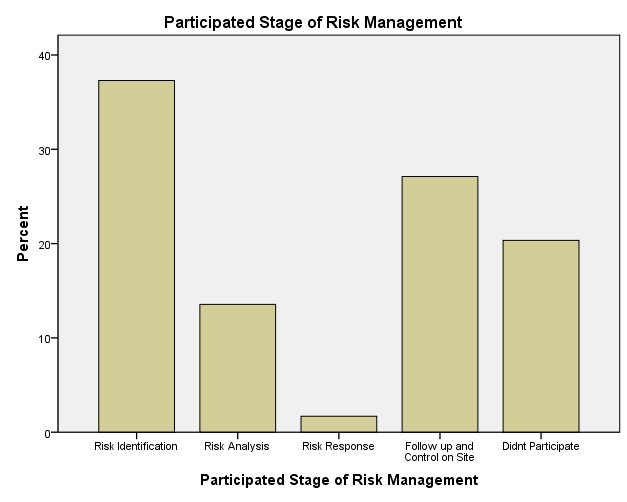 Participated Stage of Risk Management
40
30
20
10
0
Percent
Risk Identification
Risk Analysis
Risk Response
Follow up and
Control on Site
Didnt Participate
Participated Stage of Risk Management